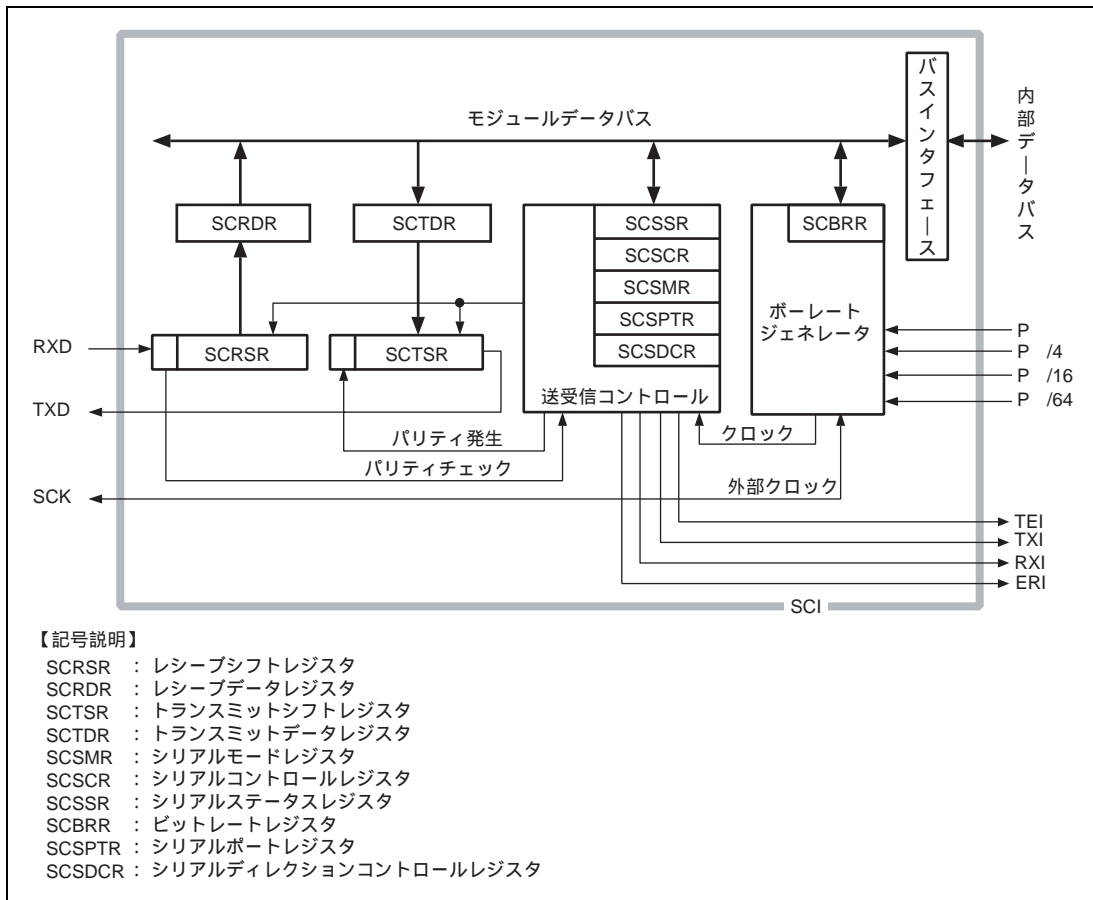 モジュールデータバス
バスインタフェース
内部データバス
SCRDR
SCTDR
SCSSR
SCSCR
SCSMR
SCSPTR
SCSDCR
送受信コントロール
SCBRR
ボーレート
ジェネレータ
RXD
SCRSR
SCTSR
P
P /4
P /16
P /64
TXD
パリティ発生
パリティチェック
クロック
SCK
外部クロック
TEI
TXI
RXI
ERI
SCI
【記号説明】
SCRSR : レシーブシフトレジスタ
SCRDR : レシーブデータレジスタ
SCTSR : トランスミットシフトレジスタ
SCTDR : トランスミットデータレジスタ
SCSMR : シリアルモードレジスタ
SCSCR : シリアルコントロールレジスタ
SCSSR : シリアルステータスレジスタ
SCBRR : ビットレートレジスタ
SCSPTR : シリアルポートレジスタ
SCSDCR : シリアルディレクションコントロールレジスタ